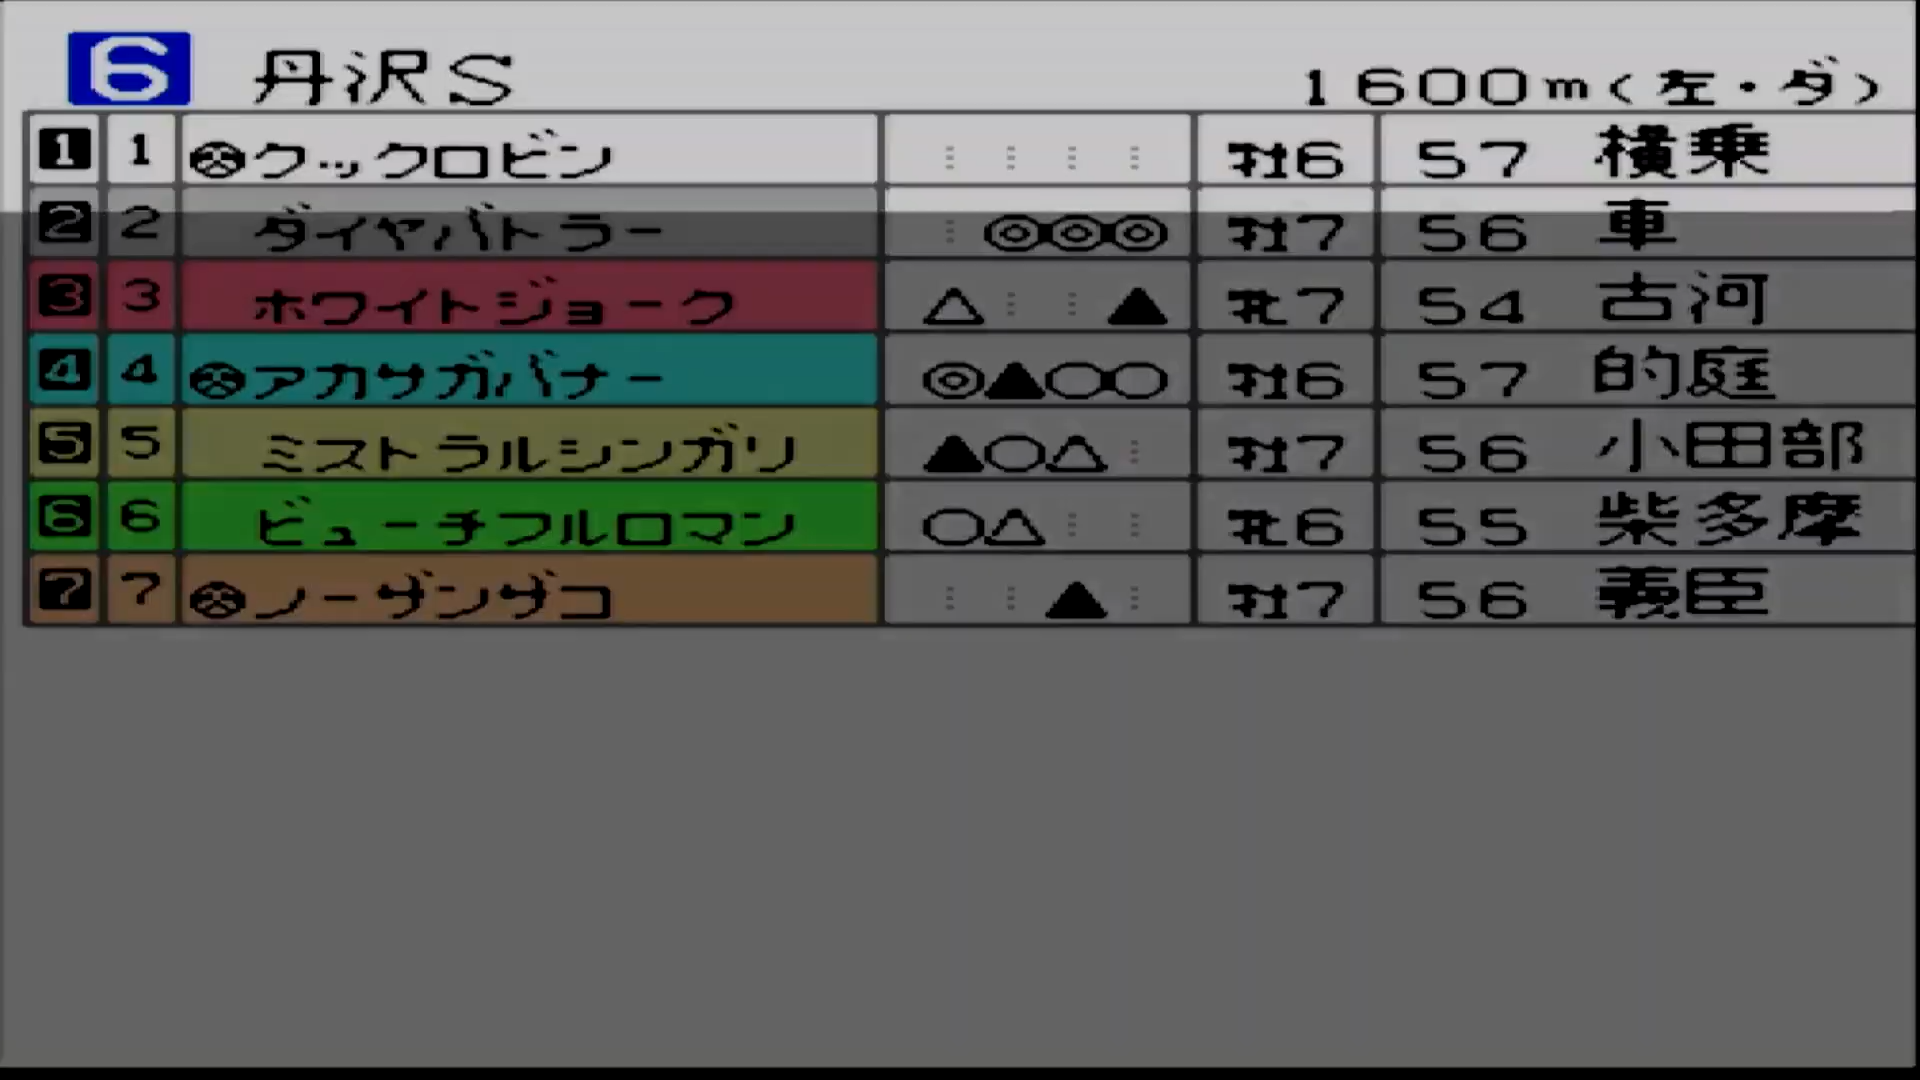 6 丹沢S 1600m(左・ダ)
1 1 クックロビン 牡6 57 横乗
2 2 ダイヤバトラー ◎◎◎ 牡7 56 車
3 3 ホワイトジョーク △ ▲ 牝7 54 古河
4 4 アカサガバナー ◎▲○○ 牡6 57 的庭
5 5 ミストラルシンガリ ▲○△ 牡7 56 小田部
6 6 ビューチフルロマン ○△ 牝6 55 柴多摩
7 7 ノーザンザコ ▲ 牡7 56 義臣